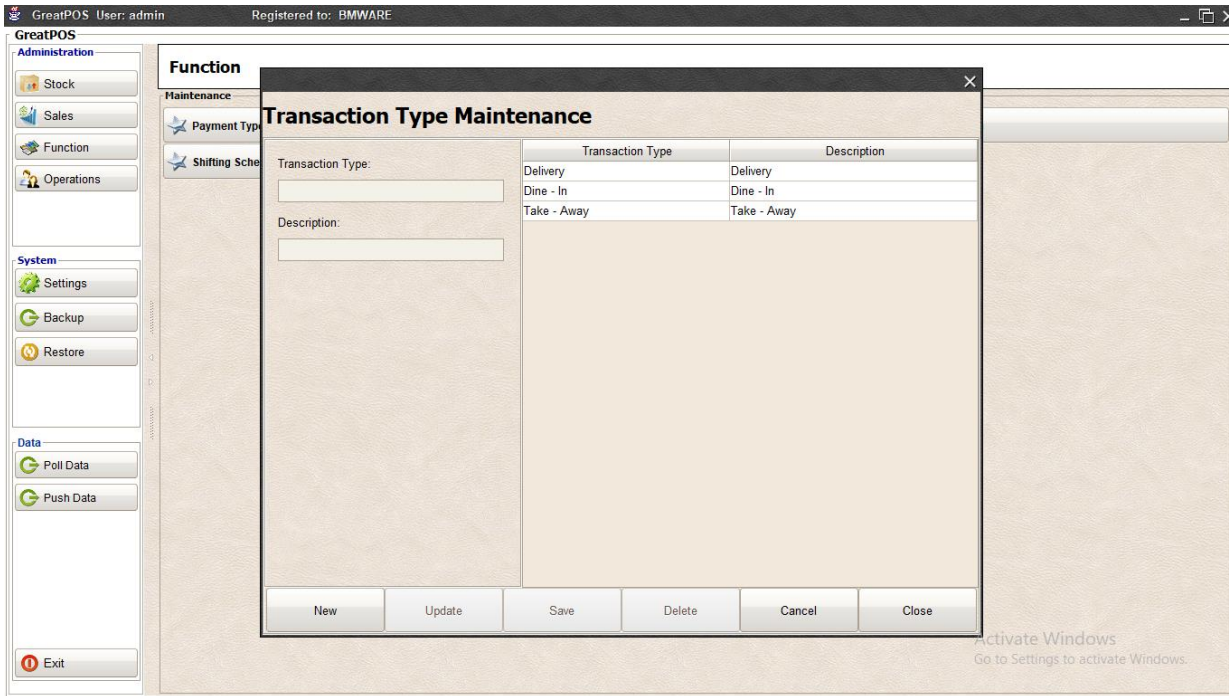 GreatPOS User: admin Registered to: BMWARE
GreatPOS
Administration
Stock
Sales
Function
Operations
System
Settings
Backup
Restore
Data
Poll Data
Push Data
Exit
Function
Maintenance
Payment Type
Shifting Sche
Transaction Type Maintenance
Transaction Type:
Description:
Transaction Type Description
Delivery Delivery
Dine - In Dine - In
Take - Away Take - Away
New Update Save Delete Cancel Close
Activate Windows
Go to Settings to activate Windows.